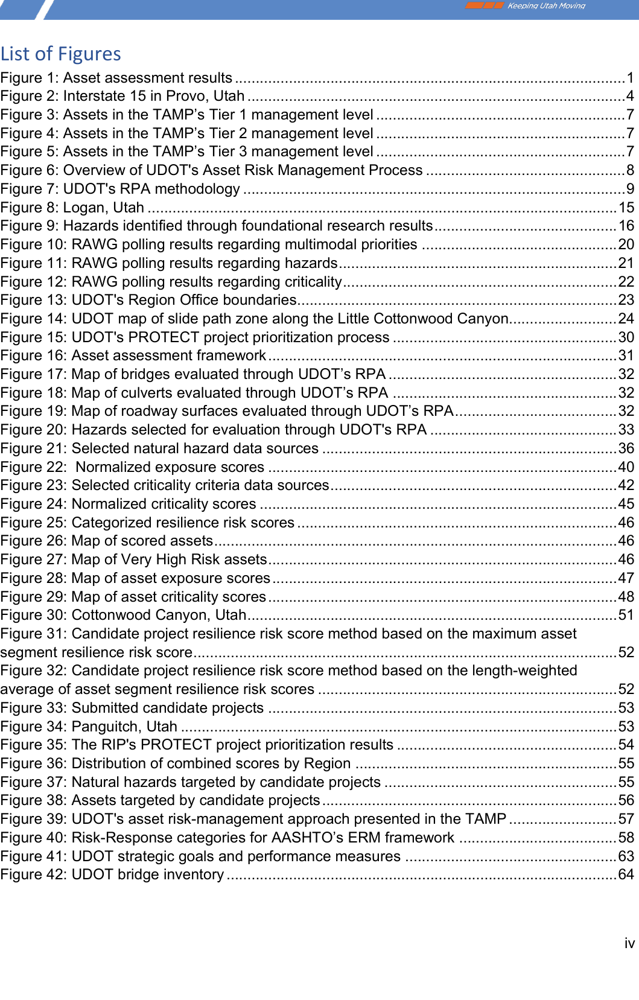 Keeping Utah Moving
List of Figures
Figure 1: Asset assessment results ..............................................................................................1
Figure 2: Interstate 15 in Provo, Utah ...........................................................................................4
Figure 3: Assets in the TAMP’s Tier 1 management level ............................................................7
Figure 4: Assets in the TAMP’s Tier 2 management level ............................................................7
Figure 5: Assets in the TAMP’s Tier 3 management level ............................................................7
Figure 6: Overview of UDOT's Asset Risk Management Process ................................................8
Figure 7: UDOT's RPA methodology ............................................................................................9
Figure 8: Logan, Utah .................................................................................................................15
Figure 9: Hazards identified through foundational research results............................................16
Figure 10: RAWG polling results regarding multimodal priorities ...............................................20
Figure 11: RAWG polling results regarding hazards...................................................................21
Figure 12: RAWG polling results regarding criticality..................................................................22
Figure 13: UDOT's Region Office boundaries.............................................................................23
Figure 14: UDOT map of slide path zone along the Little Cottonwood Canyon..........................24
Figure 15: UDOT's PROTECT project prioritization process ......................................................30
Figure 16: Asset assessment framework....................................................................................31
Figure 17: Map of bridges evaluated through UDOT’s RPA .......................................................32
Figure 18: Map of culverts evaluated through UDOT’s RPA ......................................................32
Figure 19: Map of roadway surfaces evaluated through UDOT’s RPA.......................................32
Figure 20: Hazards selected for evaluation through UDOT's RPA .............................................33
Figure 21: Selected natural hazard data sources .......................................................................36
Figure 22:  Normalized exposure scores ....................................................................................40
Figure 23: Selected criticality criteria data sources.....................................................................42
Figure 24: Normalized criticality scores ......................................................................................45
Figure 25: Categorized resilience risk scores .............................................................................46
Figure 26: Map of scored assets.................................................................................................46
Figure 27: Map of Very High Risk assets....................................................................................46
Figure 28: Map of asset exposure scores...................................................................................47
Figure 29: Map of asset criticality scores....................................................................................48
Figure 30: Cottonwood Canyon, Utah.........................................................................................51
Figure 31: Candidate project resilience risk score method based on the maximum asset
segment resilience risk score......................................................................................................52
Figure 32: Candidate project resilience risk score method based on the length-weighted
average of asset segment resilience risk scores ........................................................................52
Figure 33: Submitted candidate projects ....................................................................................53
Figure 34: Panguitch, Utah .........................................................................................................53
Figure 35: The RIP's PROTECT project prioritization results .....................................................54
Figure 36: Distribution of combined scores by Region ...............................................................55
Figure 37: Natural hazards targeted by candidate projects ........................................................55
Figure 38: Assets targeted by candidate projects.......................................................................56
Figure 39: UDOT's asset risk-management approach presented in the TAMP..........................57
Figure 40: Risk-Response categories for AASHTO’s ERM framework ......................................58
Figure 41: UDOT strategic goals and performance measures ...................................................63
Figure 42: UDOT bridge inventory ..............................................................................................64
iv